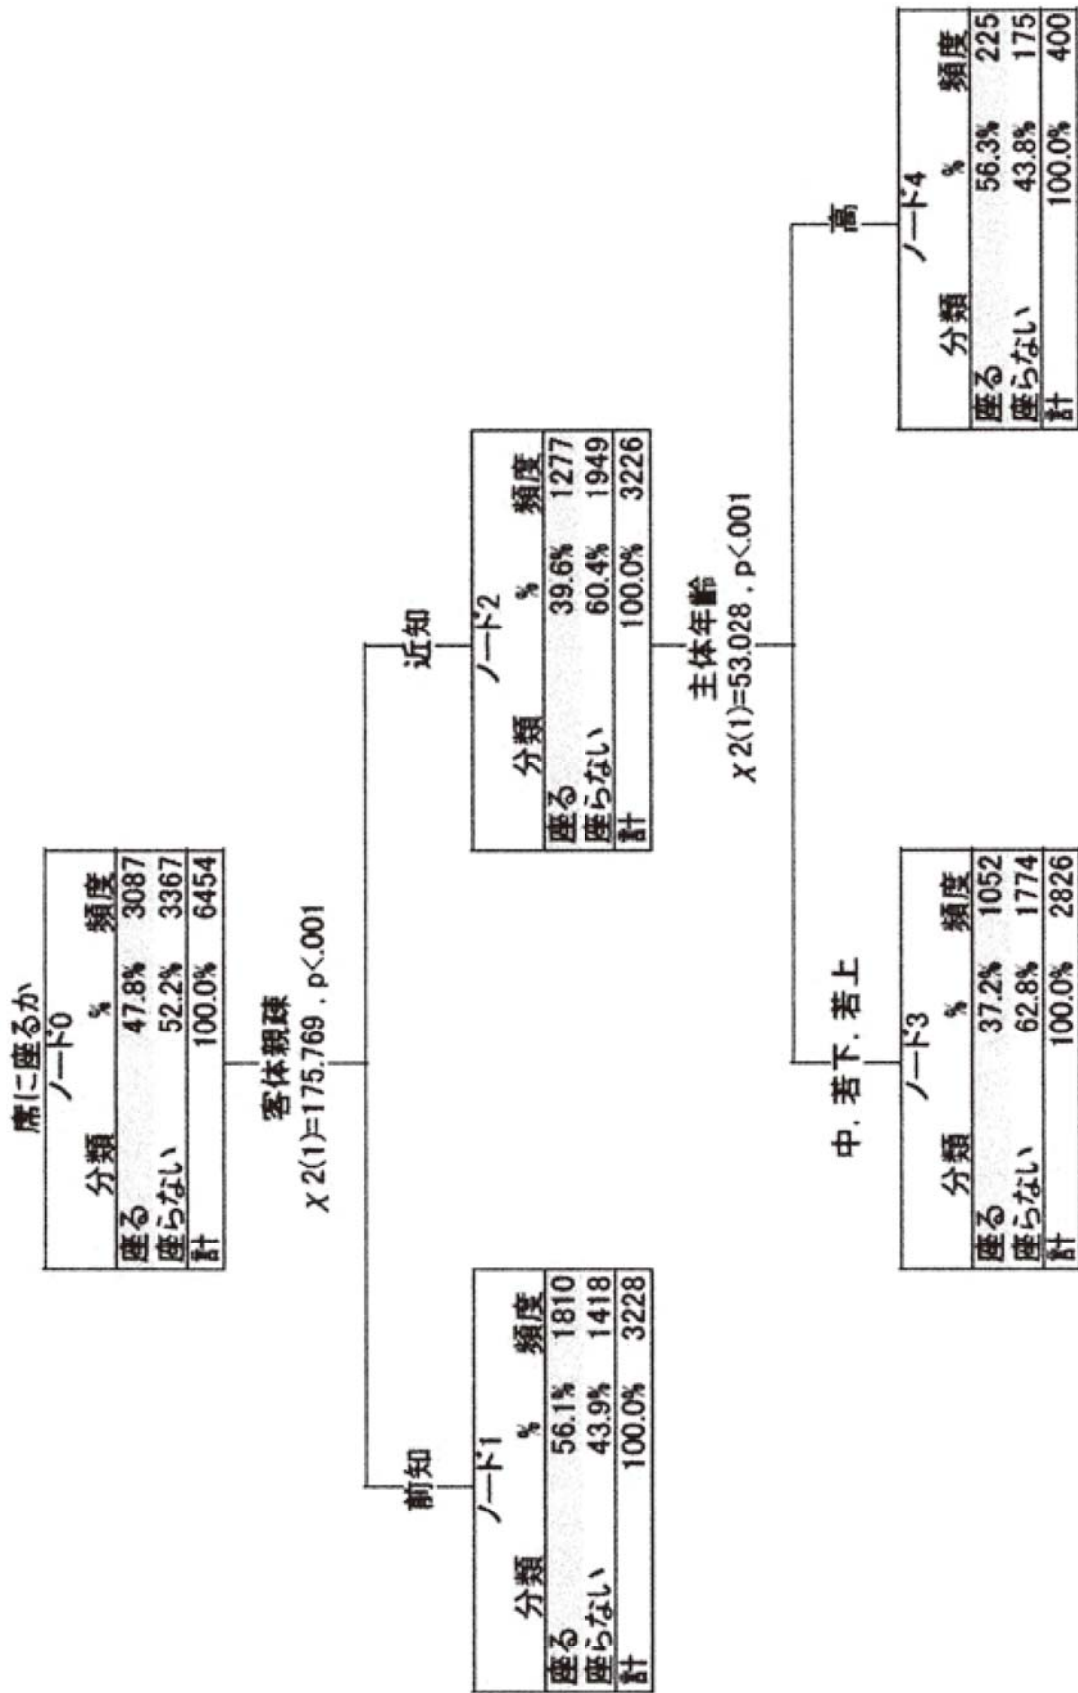 席に座るか
ノード0
分類 % 頻度
座る 47.8% 3087
座らない 52.2% 3367
計 100.0% 6454
客体親疎
χ2(1)=175.769 , p<.001
前知
近知
ノード1
分類 % 頻度
座る 56.1% 1810
座らない 43.9% 1418
計 100.0% 3228
ノード2
分類 % 頻度
座る 39.6% 1277
座らない 60.4% 1949
計 100.0% 3226
主体年齢
χ2(1)=53.028 , p<.001
中, 若下, 若上
高
ノード3
分類 % 頻度
座る 37.2% 1052
座らない 62.8% 1774
計 100.0% 2826
ノード4
分類 % 頻度
座る 56.3% 225
座らない 43.8% 175
計 100.0% 400